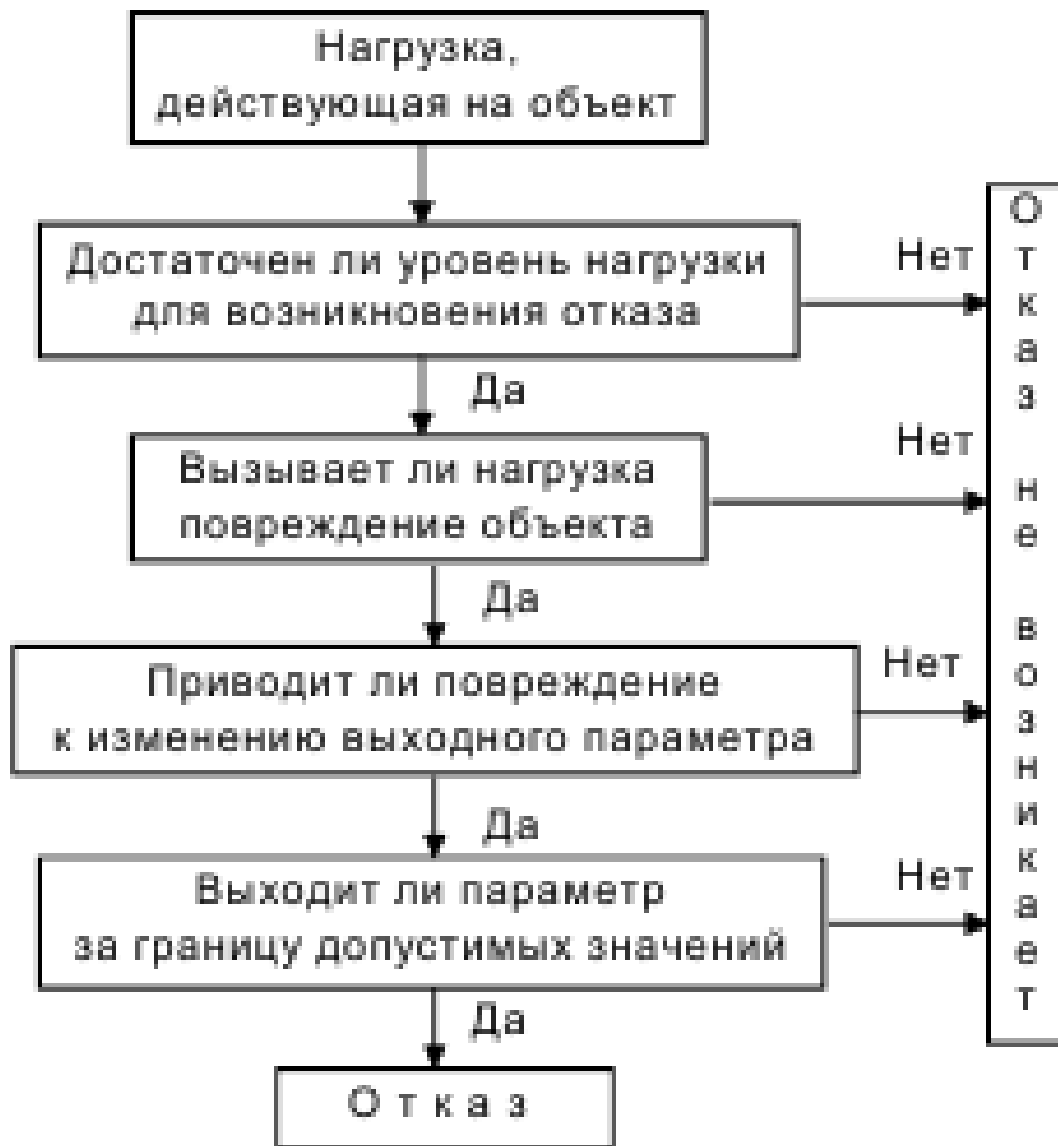 Нагрузка,
действующая на объект
Достаточен ли уровень нагрузки
для возникновения отказа
Нет
Да
Вызывает ли нагрузка
повреждение объекта
Нет
Да
Приводит ли повреждение
к изменению выходного параметра
Нет
Да
Выходит ли параметр
за границу допустимых значений
Нет
Да
Отказ
Отказ не возникает